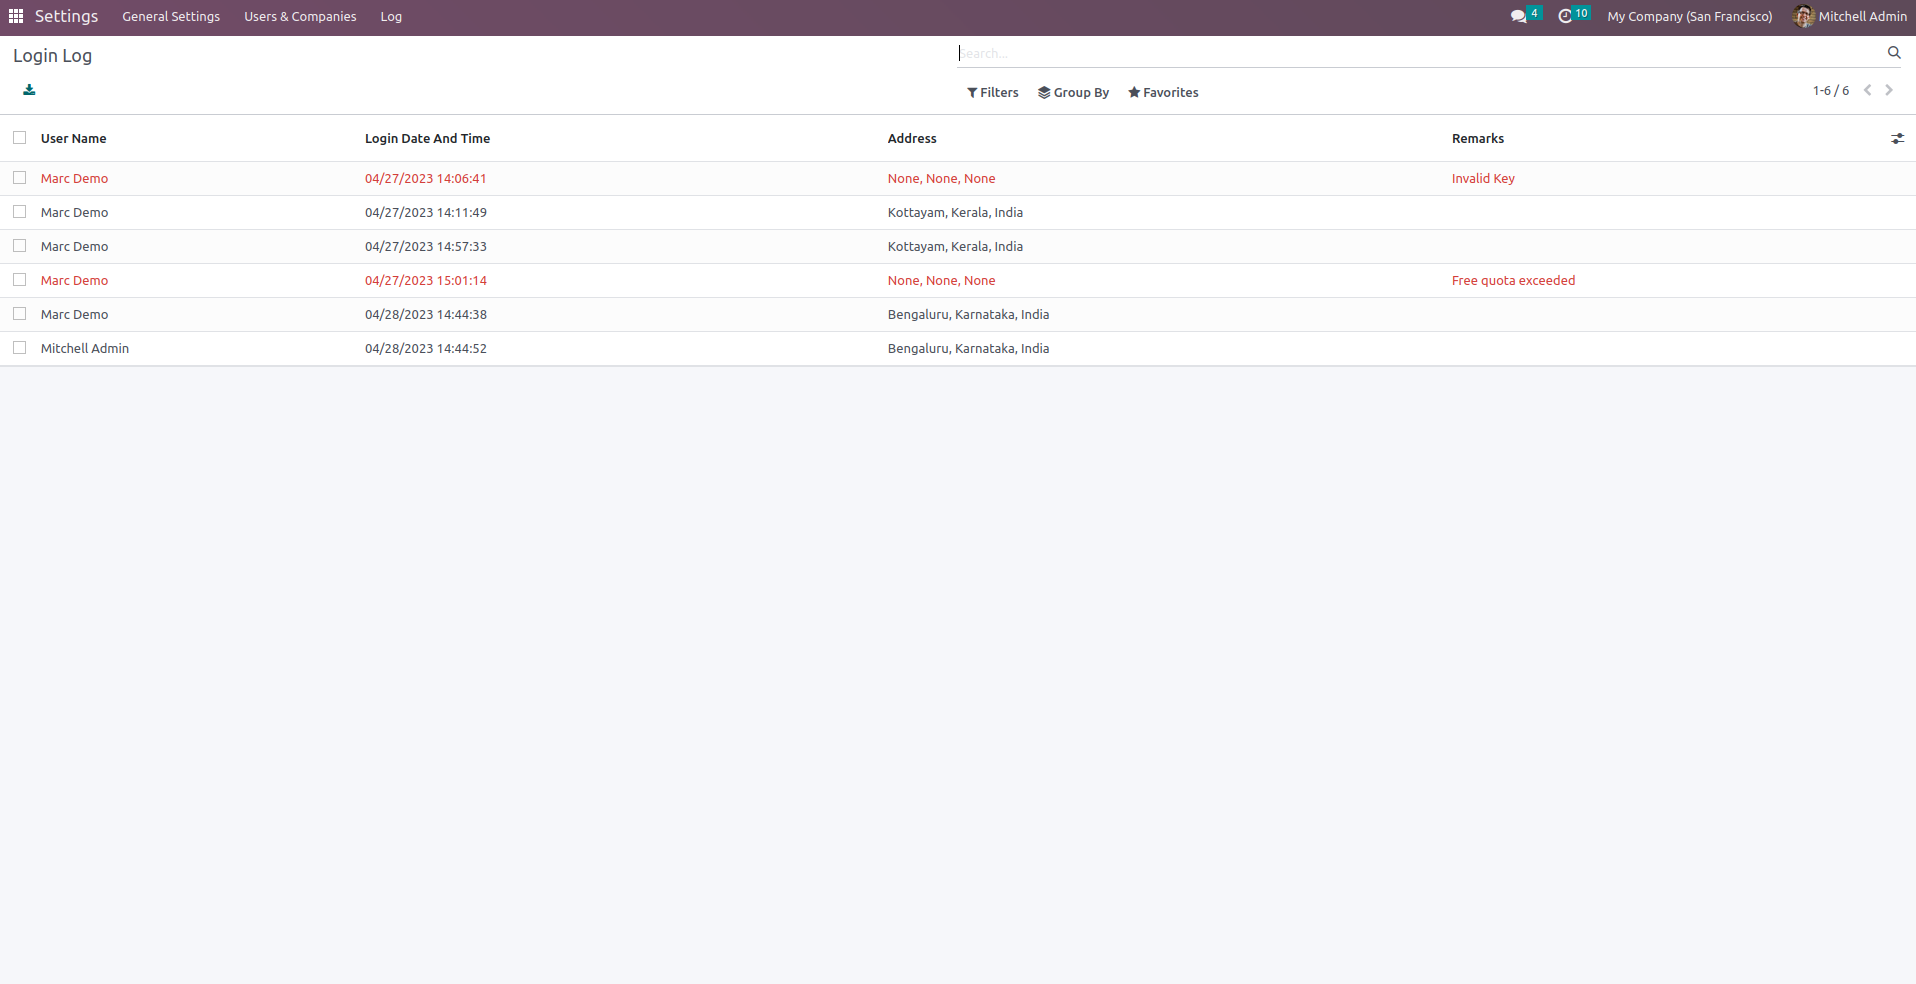 Settings General Settings Users & Companies Log 4 10 My Company (San Francisco) Mitchell Admin
Login Log Search...
Filters Group By Favorites 1-6 / 6
User Name Login Date And Time Address Remarks
Marc Demo 04/27/2023 14:06:41 None, None, None Invalid Key
Marc Demo 04/27/2023 14:11:49 Kottayam, Kerala, India
Marc Demo 04/27/2023 14:57:33 Kottayam, Kerala, India
Marc Demo 04/27/2023 15:01:14 None, None, None Free quota exceeded
Marc Demo 04/28/2023 14:44:38 Bengaluru, Karnataka, India
Mitchell Admin 04/28/2023 14:44:52 Bengaluru, Karnataka, India